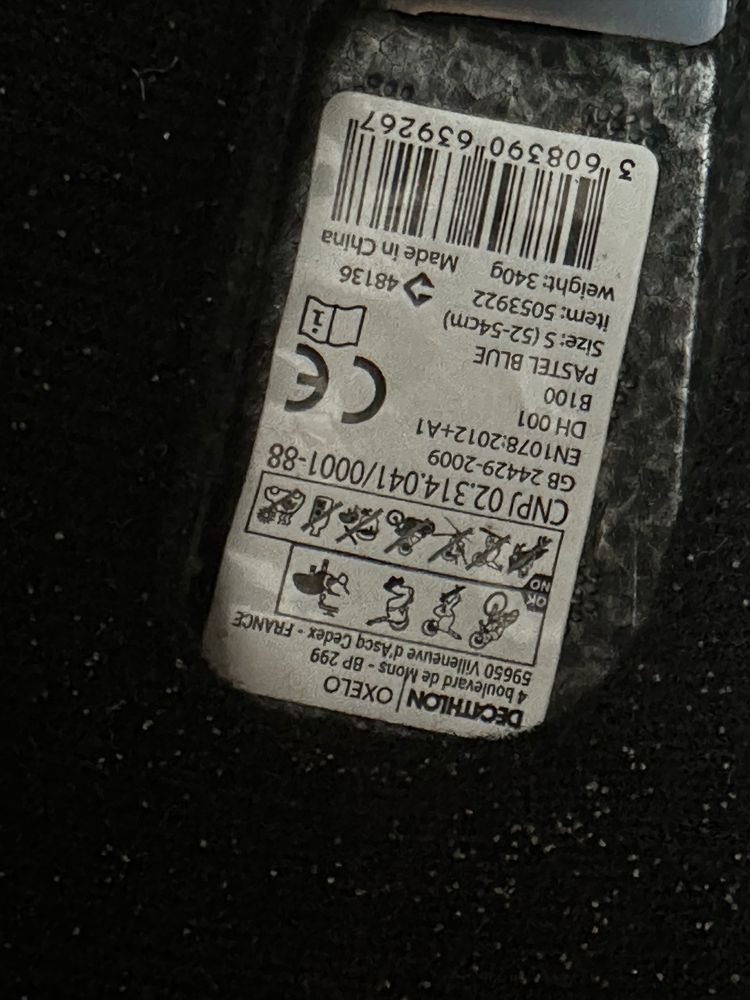 DECATHLON | OXELO
4 boulevard de Mons - BP 299
59650 Villeneuve d'Ascq Cedex - FRANCE
OK
NO
CNPJ 02.314.041/0001-88
GB 24429-2009
EN1078:2012+A1
DH 001
B100
PASTEL BLUE
Size: S (52-54cm)
item: 5053922
weight: 340g
CE
i
48136
Made in China
3 608390 639267